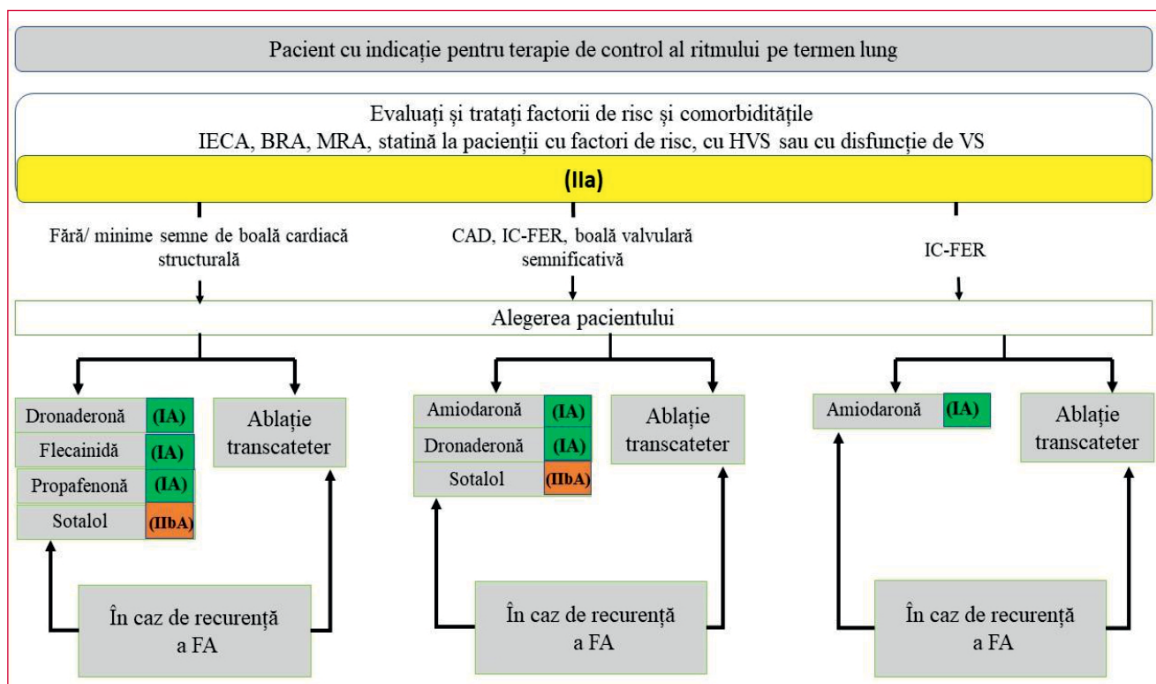 Pacient cu indicație pentru terapie de control al ritmului pe termen lung
Evaluați și tratați factorii de risc și comorbiditățile
IECA, BRA, MRA, statină la pacienții cu factori de risc, cu HVS sau cu disfuncție de VS
(IIa)
Fără/ minime semne de boală cardiacă
structurală
CAD, IC-FER, boală valvulară
semnificativă
IC-FER
Alegerea pacientului
Dronaderonă (IA)
Flecainidă (IA)
Propafenonă (IA)
Sotalol (IIbA)
Ablație
transcateter
Amiodaronă (IA)
Dronaderonă (IA)
Sotalol (IIbA)
Ablație
transcateter
Amiodaronă (IA)
Ablație
transcateter
În caz de recurență
a FA
În caz de recurență
a FA
În caz de recurență
a FA